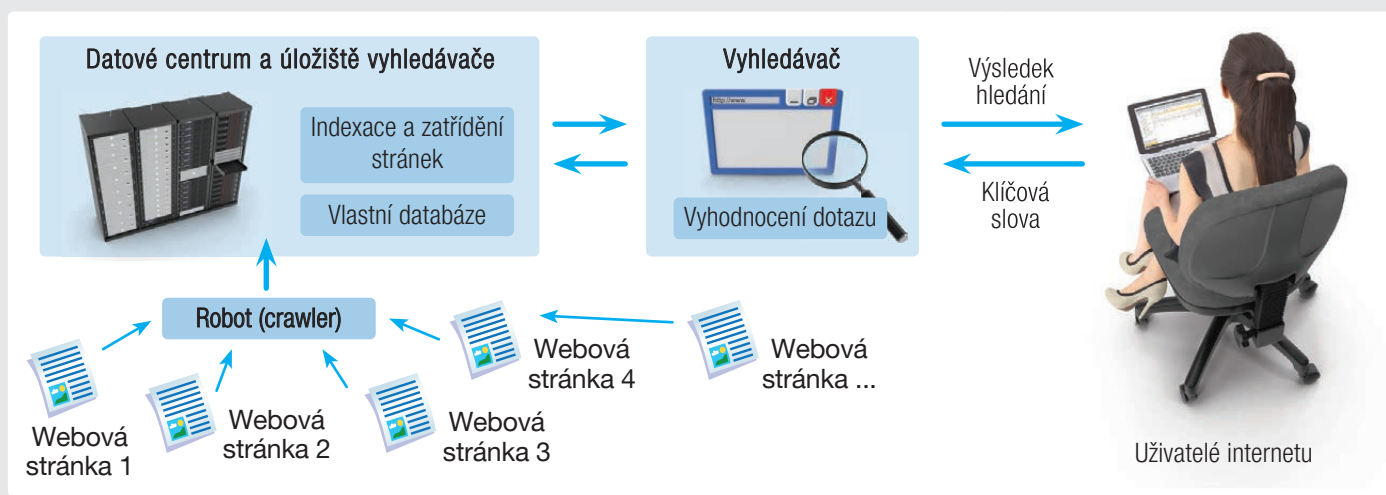 Datové centrum a úložiště vyhledávače
Indexace a zatřídění
stránek
Vlastní databáze
Vyhledávač
http://www.
Vyhodnocení dotazu
Výsledek
hledání
Klíčová
slova
Robot (crawler)
Webová
stránka 1
Webová
stránka 2
Webová
stránka 3
Webová
stránka 4
Webová
stránka ...
Uživatelé internetu